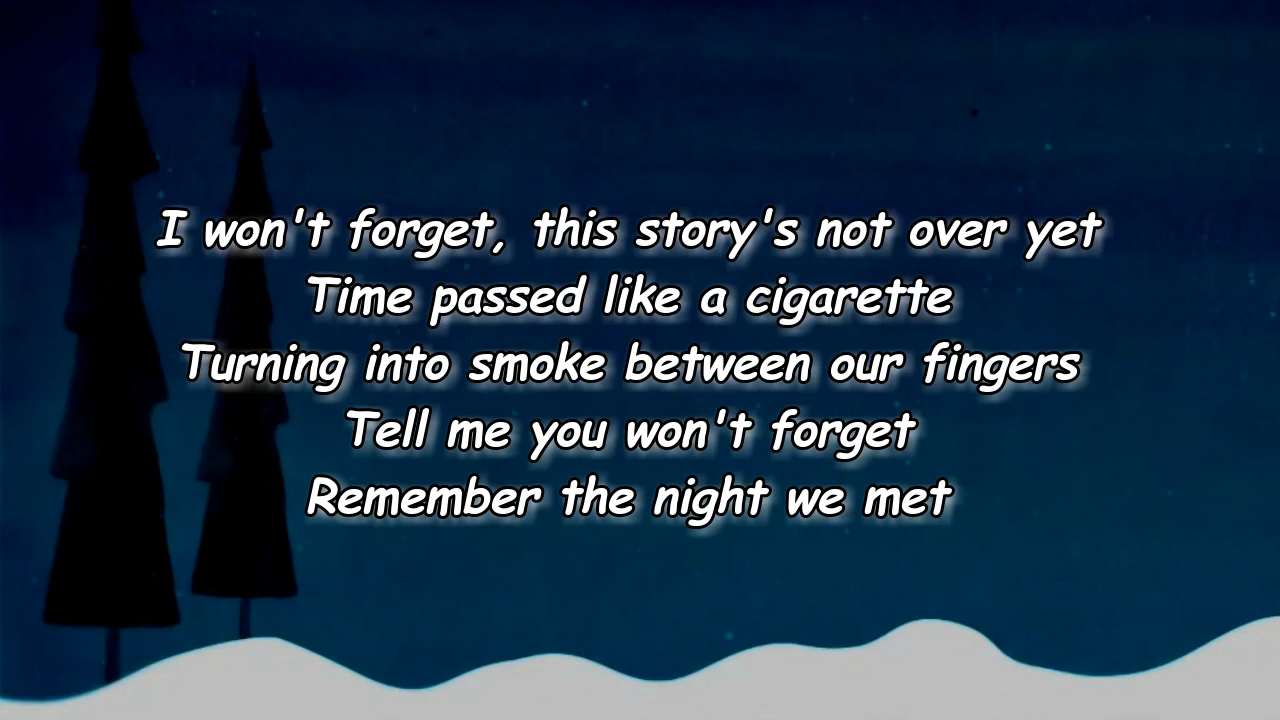 I won't forget, this story's not over yet
Time passed like a cigarette
Turning into smoke between our fingers
Tell me you won't forget
Remember the night we met